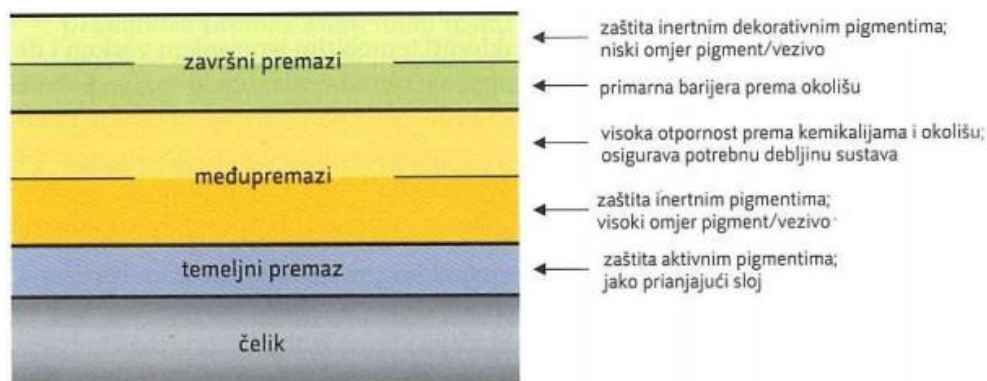 zaštita inertnim dekorativnim pigmentima;
niski omjer pigment/vezivo
završni premazi
primarna barijera prema okolišu
visoka otpornost prema kemikalijama i okolišu;
osigurava potrebnu debljinu sustava
međupremazi
zaštita inertnim pigmentima;
visoki omjer pigment/vezivo
temeljni premaz
zaštita aktivnim pigmentima;
jako prianjajući sloj
čelik